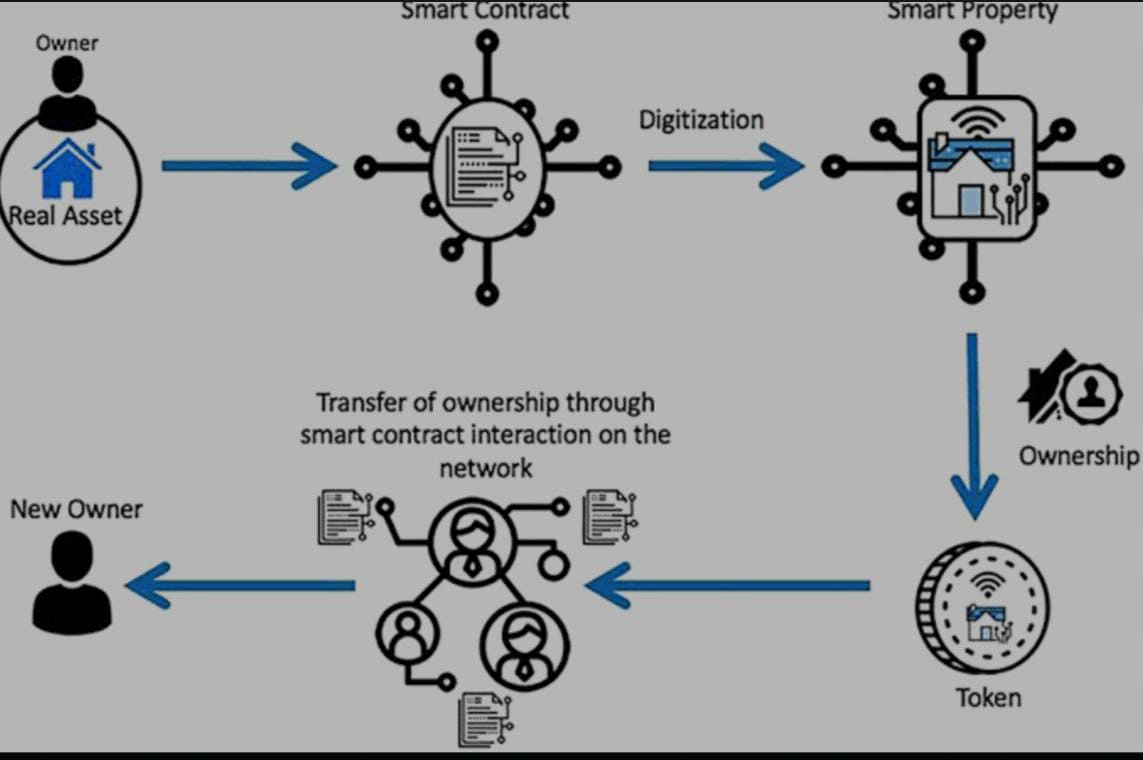 Smart Contract
Smart Property
Owner
Real Asset
Digitization
Ownership
Transfer of ownership through
smart contract interaction on the
network
New Owner
Token